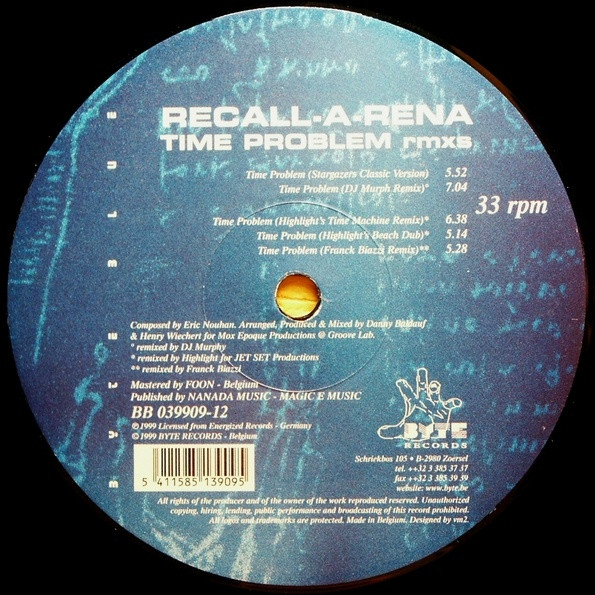 RECALL-A-RENA
TIME PROBLEM rmxs
Time Problem (Stargazers Classic Version) 5.52
Time Problem (DJ Murph Remix)* 7.04
33 rpm
Time Problem (Highlight's Time Machine Remix)* 6.38
Time Problem (Highlight's Beach Dub)* 5.14
Time Problem (Franck Biazzi Remix)** 5.28
Composed by Eric Nouhan. Arranged, Produced & Mixed by Danny Baldauf
& Henry Wiechert for Mox Epoque Productions @ Groove Lab.
* remixed by DJ Murphy
* remixed by Highlight for JET SET Productions
** remixed by Franck Biazzi
Mastered by FOON - Belgium
Published by NANADA MUSIC - MAGIC E MUSIC
BB 039909-12
℗ 1999 Licensed from Energized Records - Germany
© 1999 BYTE RECORDS - Belgium
5 411585 139095
BYTE
RECORDS
Schriekbos 105 • B-2980 Zoersel
tel. ++32 3 385 37 37
fax ++32 3 385 39 39
website: www.byte.be
All rights of the producer and of the owner of the work reproduced reserved. Unauthorized
copying, hiring, lending, public performance and broadcasting of this record prohibited.
All logos and trademarks are protected. Made in Belgium. Designed by vm2.